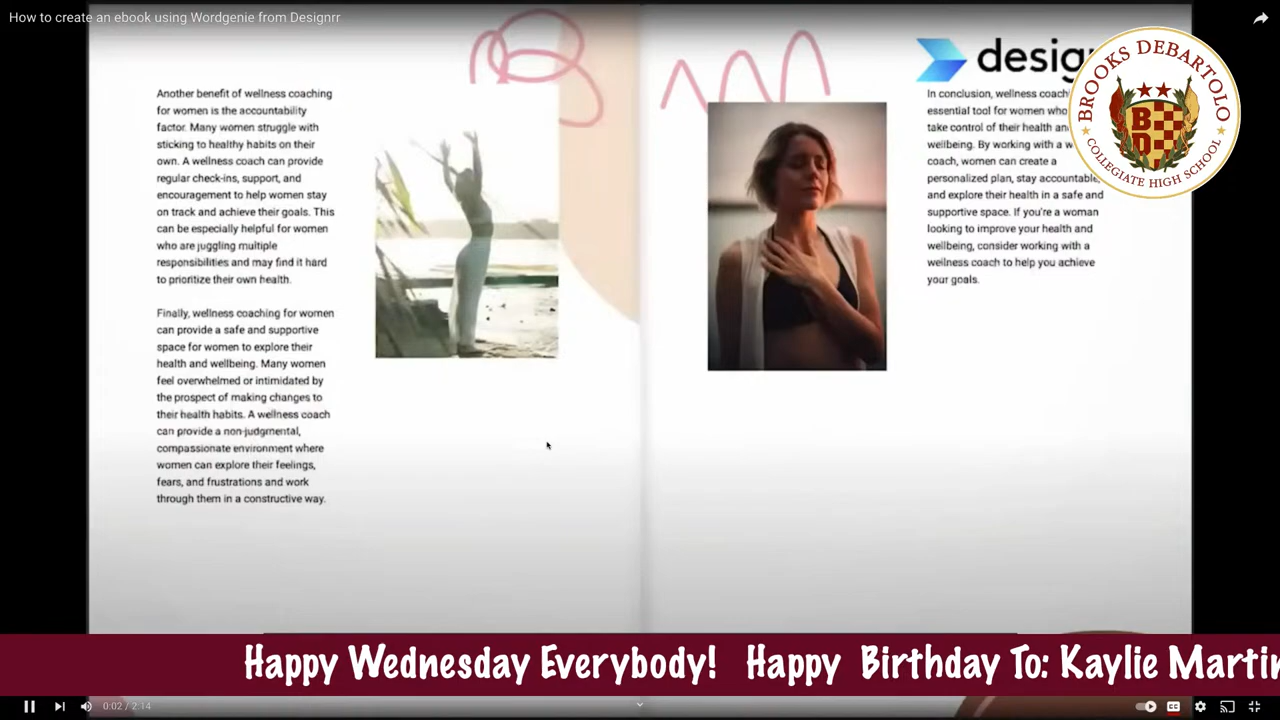 How to create an ebook using Wordgenie from Designrr
desig
BROOKS DEBARTOLO
BD
COLLEGIATE HIGH SCHOOL
Another benefit of wellness coaching
for women is the accountability
factor. Many women struggle with
sticking to healthy habits on their
own. A wellness coach can provide
regular check-ins, support, and
encouragement to help women stay
on track and achieve their goals. This
can be especially helpful for women
who are juggling multiple
responsibilities and may find it hard
to prioritize their own health.
Finally, wellness coaching for women
can provide a safe and supportive
space for women to explore their
health and wellbeing. Many women
feel overwhelmed or intimidated by
the prospect of making changes to
their health habits. A wellness coach
can provide a non-judgmental,
compassionate environment where
women can explore their feelings,
fears, and frustrations and work
through them in a constructive way.
In conclusion, wellness coach
essential tool for women who
take control of their health an
wellbeing. By working with a w
coach, women can create a
personalized plan, stay accountable
and explore their health in a safe and
supportive space. If you're a woman
looking to improve your health and
wellbeing, consider working with a
wellness coach to help you achieve
your goals.
Happy Wednesday Everybody! Happy Birthday To: Kaylie Martin
0:02 / 2:14